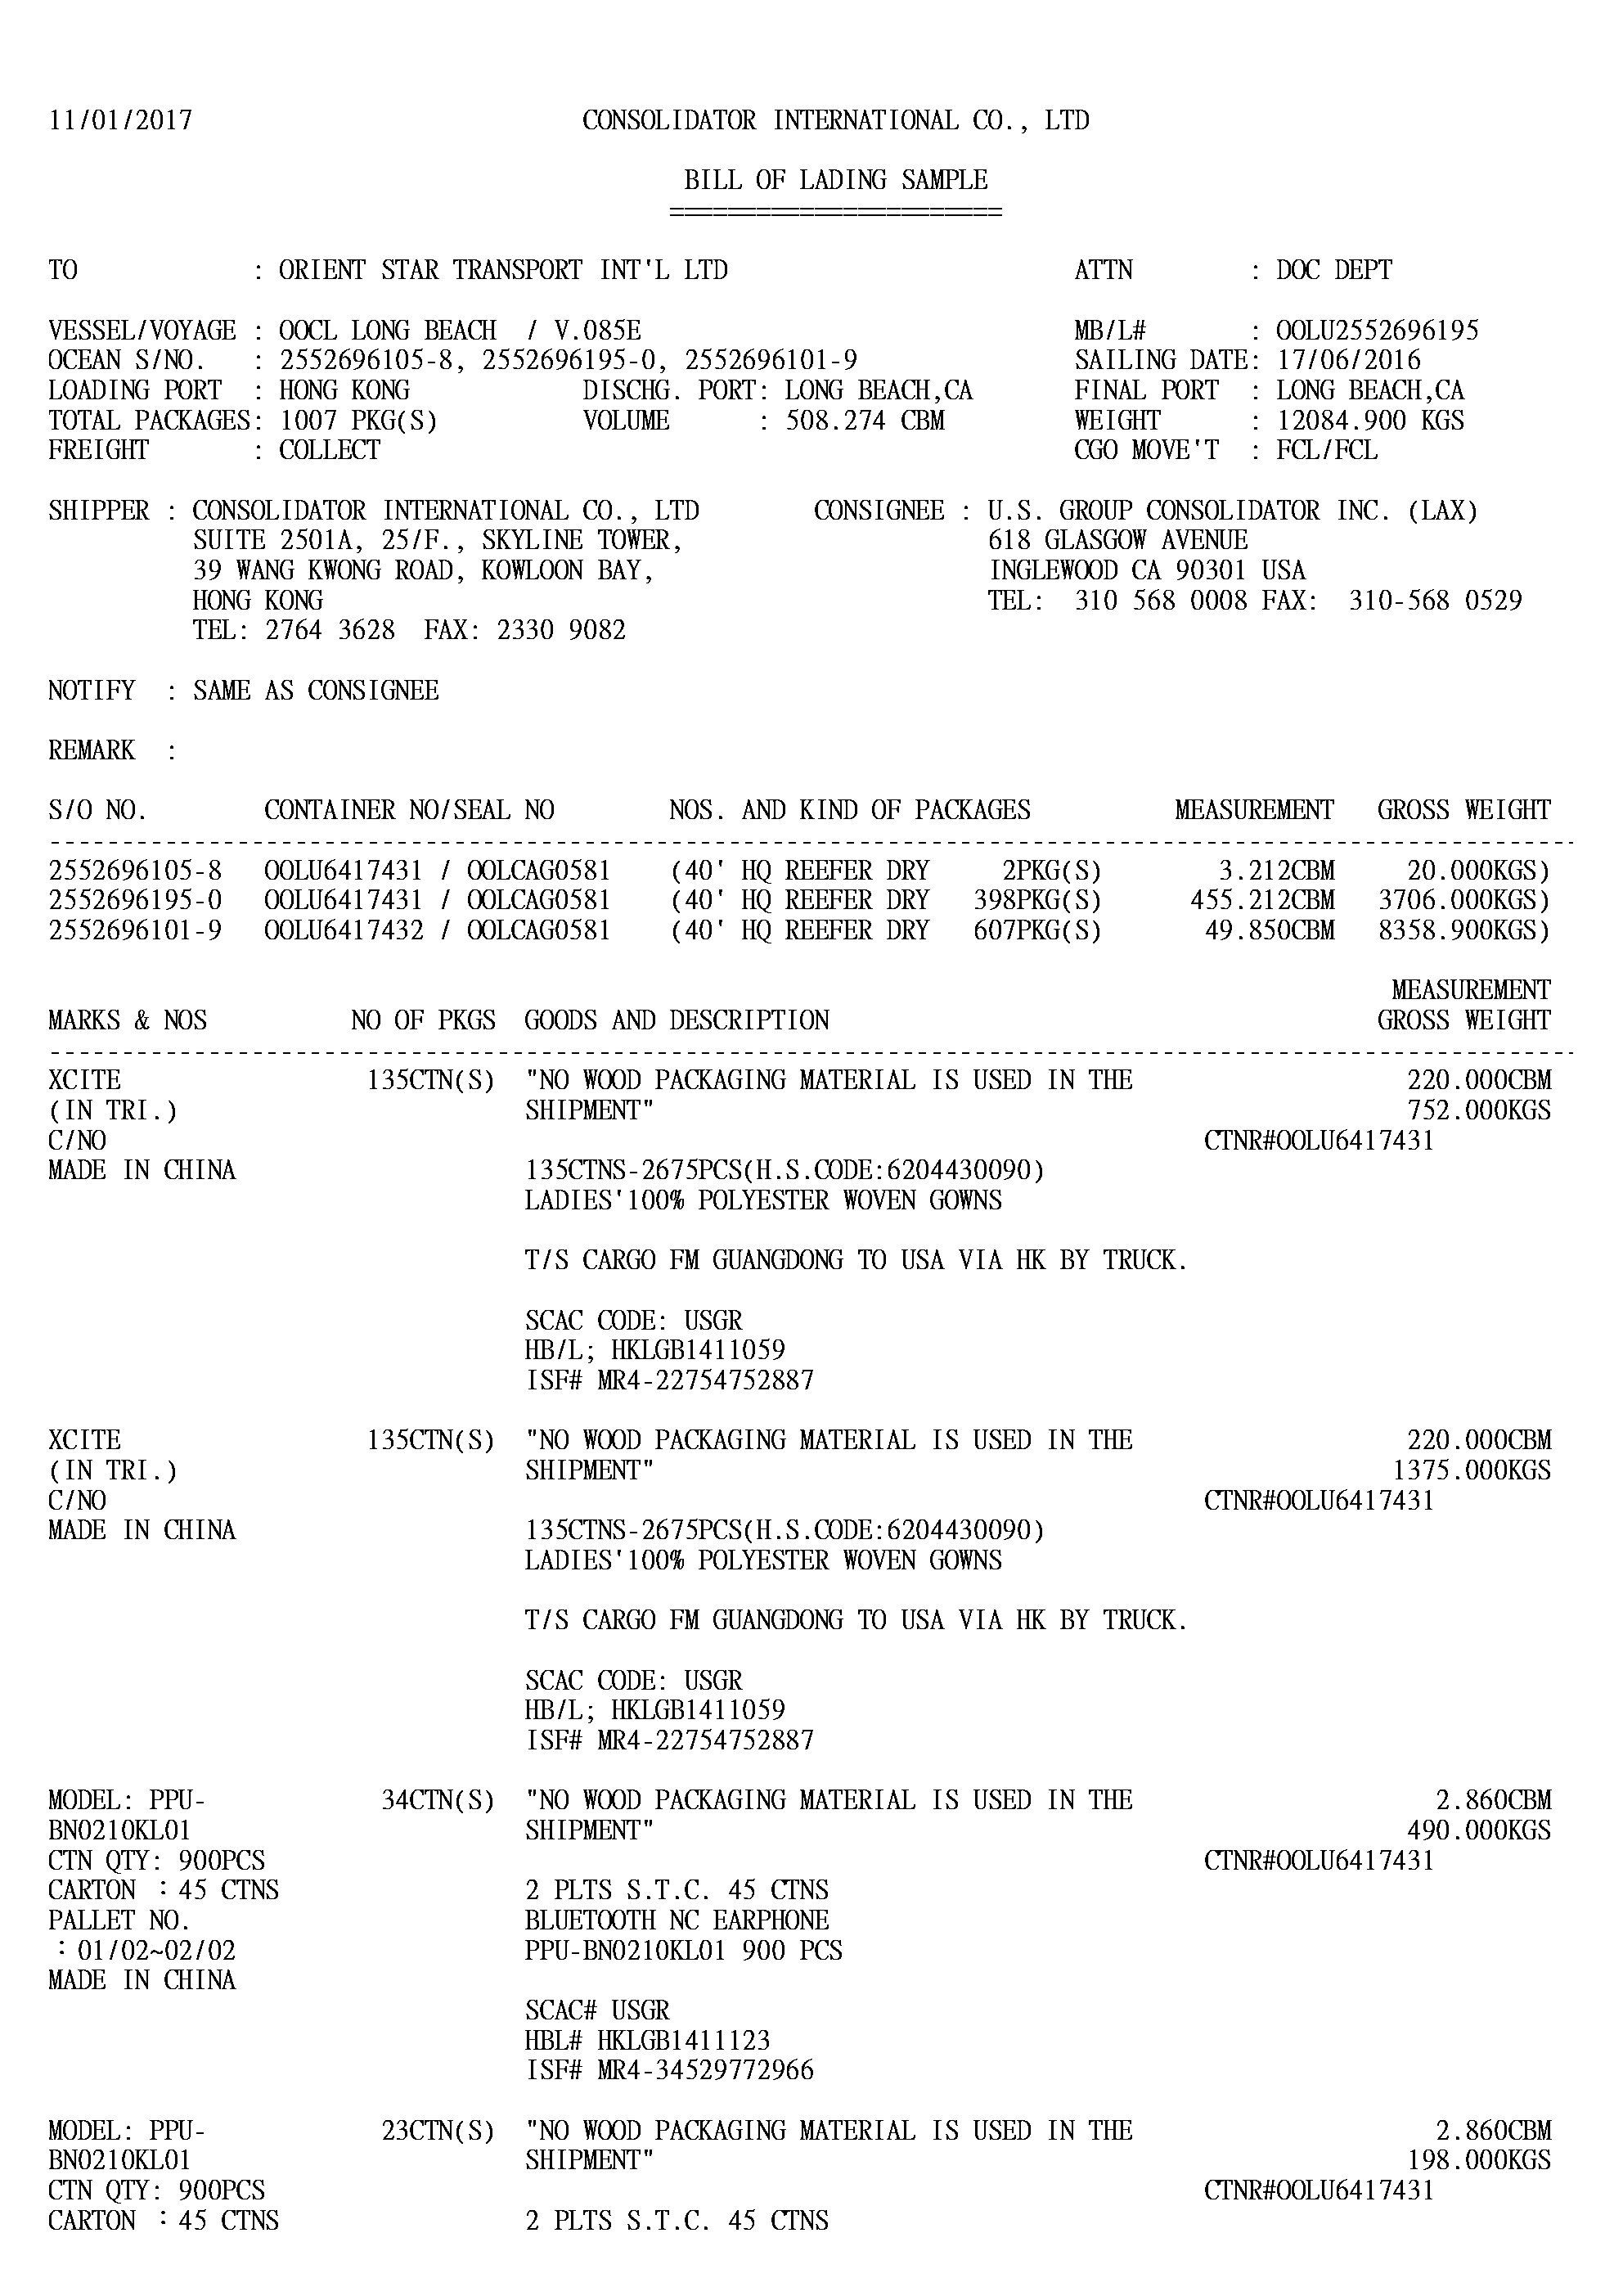 11/01/2017 CONSOLIDATOR INTERNATIONAL CO., LTD
BILL OF LADING SAMPLE
=======================
TO : ORIENT STAR TRANSPORT INT'L LTD ATTN : DOC DEPT
VESSEL/VOYAGE : OOCL LONG BEACH / V.085E MB/L# : OOLU2552696195
OCEAN S/NO. : 2552696105-8, 2552696195-0, 2552696101-9 SAILING DATE: 17/06/2016
LOADING PORT : HONG KONG DISCHG. PORT: LONG BEACH,CA FINAL PORT : LONG BEACH,CA
TOTAL PACKAGES: 1007 PKG(S) VOLUME : 508.274 CBM WEIGHT : 12084.900 KGS
FREIGHT : COLLECT CGO MOVE'T : FCL/FCL
SHIPPER : CONSOLIDATOR INTERNATIONAL CO., LTD CONSIGNEE : U.S. GROUP CONSOLIDATOR INC. (LAX)
SUITE 2501A, 25/F., SKYLINE TOWER, 618 GLASGOW AVENUE
39 WANG KWONG ROAD, KOWLOON BAY, INGLEWOOD CA 90301 USA
HONG KONG TEL: 310 568 0008 FAX: 310-568 0529
TEL: 2764 3628 FAX: 2330 9082
NOTIFY : SAME AS CONSIGNEE
REMARK :
S/O NO. CONTAINER NO/SEAL NO NOS. AND KIND OF PACKAGES MEASUREMENT GROSS WEIGHT
----------------------------------------------------------------------------------------------------------
2552696105-8 OOLU6417431 / OOLCAG0581 (40' HQ REEFER DRY 2PKG(S) 3.212CBM 20.000KGS)
2552696195-0 OOLU6417431 / OOLCAG0581 (40' HQ REEFER DRY 398PKG(S) 455.212CBM 3706.000KGS)
2552696101-9 OOLU6417432 / OOLCAG0581 (40' HQ REEFER DRY 607PKG(S) 49.850CBM 8358.900KGS)
MEASUREMENT
MARKS & NOS NO OF PKGS GOODS AND DESCRIPTION GROSS WEIGHT
----------------------------------------------------------------------------------------------------------
XCITE 135CTN(S) "NO WOOD PACKAGING MATERIAL IS USED IN THE 220.000CBM
(IN TRI.) SHIPMENT" 752.000KGS
C/NO CTNR#OOLU6417431
MADE IN CHINA 135CTNS-2675PCS(H.S.CODE:6204430090)
LADIES'100% POLYESTER WOVEN GOWNS
T/S CARGO FM GUANGDONG TO USA VIA HK BY TRUCK.
SCAC CODE: USGR
HB/L; HKLGB1411059
ISF# MR4-22754752887
XCITE 135CTN(S) "NO WOOD PACKAGING MATERIAL IS USED IN THE 220.000CBM
(IN TRI.) SHIPMENT" 1375.000KGS
C/NO CTNR#OOLU6417431
MADE IN CHINA 135CTNS-2675PCS(H.S.CODE:6204430090)
LADIES'100% POLYESTER WOVEN GOWNS
T/S CARGO FM GUANGDONG TO USA VIA HK BY TRUCK.
SCAC CODE: USGR
HB/L; HKLGB1411059
ISF# MR4-22754752887
MODEL: PPU- 34CTN(S) "NO WOOD PACKAGING MATERIAL IS USED IN THE 2.860CBM
BN0210KL01 SHIPMENT" 490.000KGS
CTN QTY: 900PCS CTNR#OOLU6417431
CARTON : 45 CTNS 2 PLTS S.T.C. 45 CTNS
PALLET NO. BLUETOOTH NC EARPHONE
: 01/02~02/02 PPU-BN0210KL01 900 PCS
MADE IN CHINA
SCAC# USGR
HBL# HKLGB1411123
ISF# MR4-34529772966
MODEL: PPU- 23CTN(S) "NO WOOD PACKAGING MATERIAL IS USED IN THE 2.860CBM
BN0210KL01 SHIPMENT" 198.000KGS
CTN QTY: 900PCS CTNR#OOLU6417431
CARTON : 45 CTNS 2 PLTS S.T.C. 45 CTNS